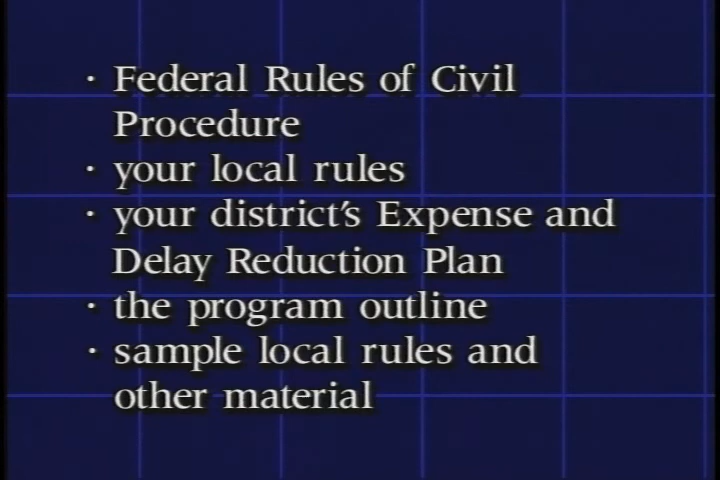 · Federal Rules of Civil
Procedure
· your local rules
· your district's Expense and
Delay Reduction Plan
· the program outline
· sample local rules and
other material